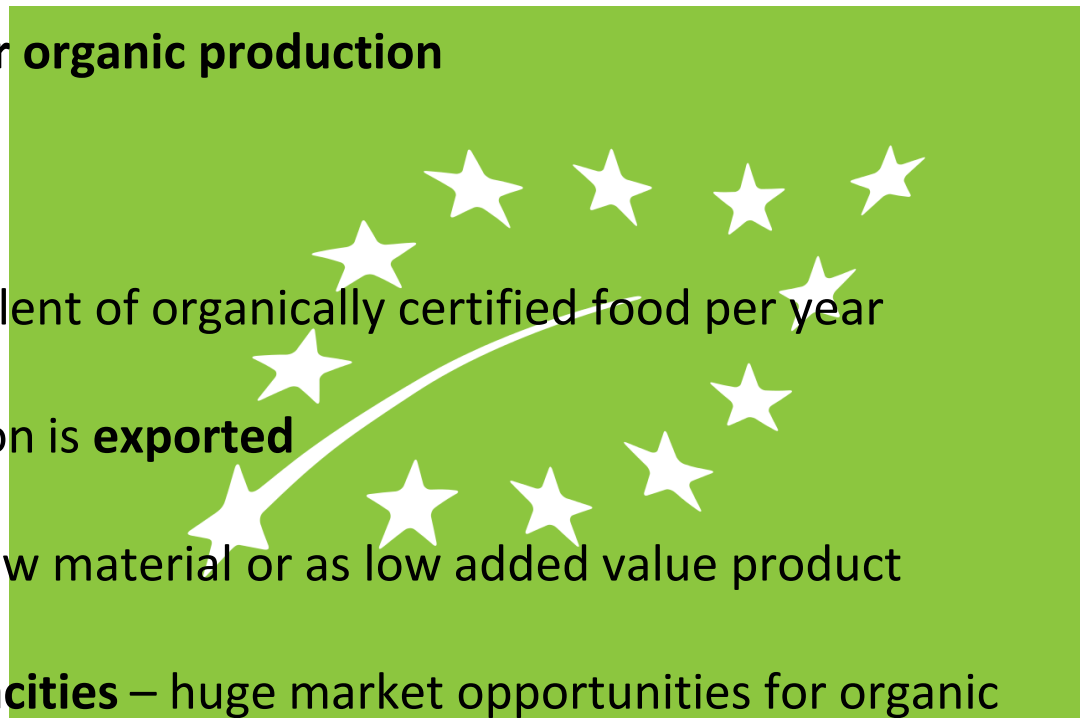 r organic production
lent of organically certified food per year
on is exported
w material or as low added value product
cities – huge market opportunities for organic